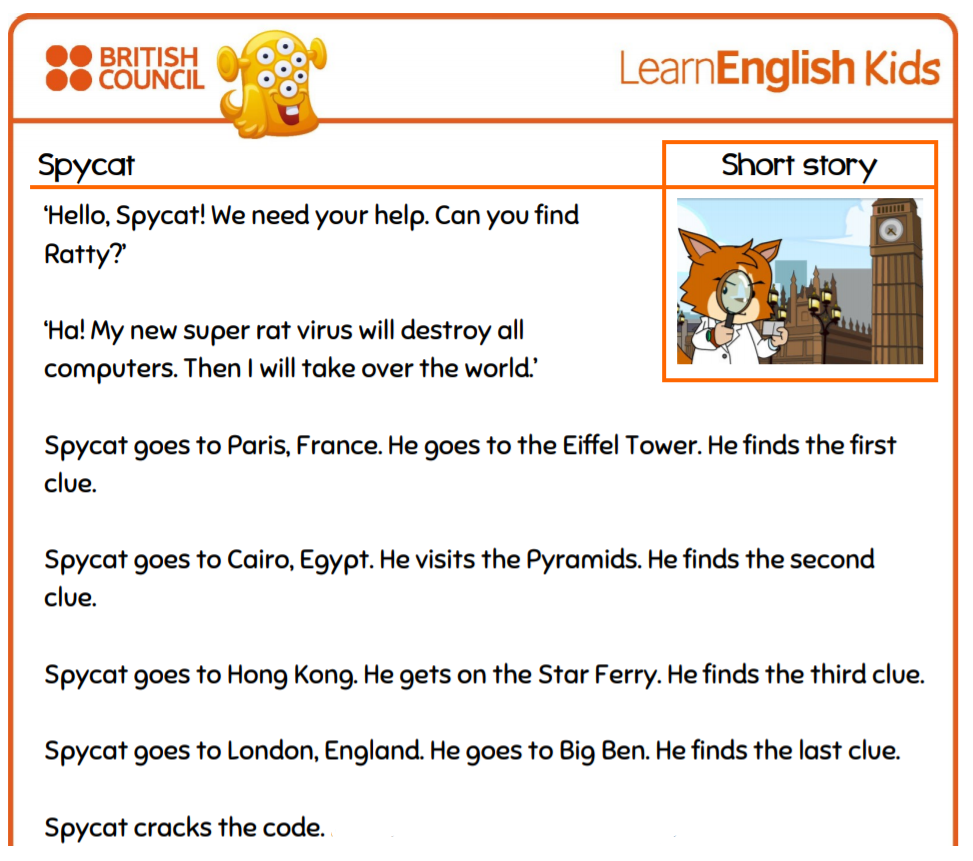 BRITISH
COUNCIL
LearnEnglish Kids
Spycat
Short story
‘Hello, Spycat! We need your help. Can you find
Ratty?’
‘Ha! My new super rat virus will destroy all
computers. Then I will take over the world.’
Spycat goes to Paris, France. He goes to the Eiffel Tower. He finds the first
clue.
Spycat goes to Cairo, Egypt. He visits the Pyramids. He finds the second
clue.
Spycat goes to Hong Kong. He gets on the Star Ferry. He finds the third clue.
Spycat goes to London, England. He goes to Big Ben. He finds the last clue.
Spycat cracks the code.